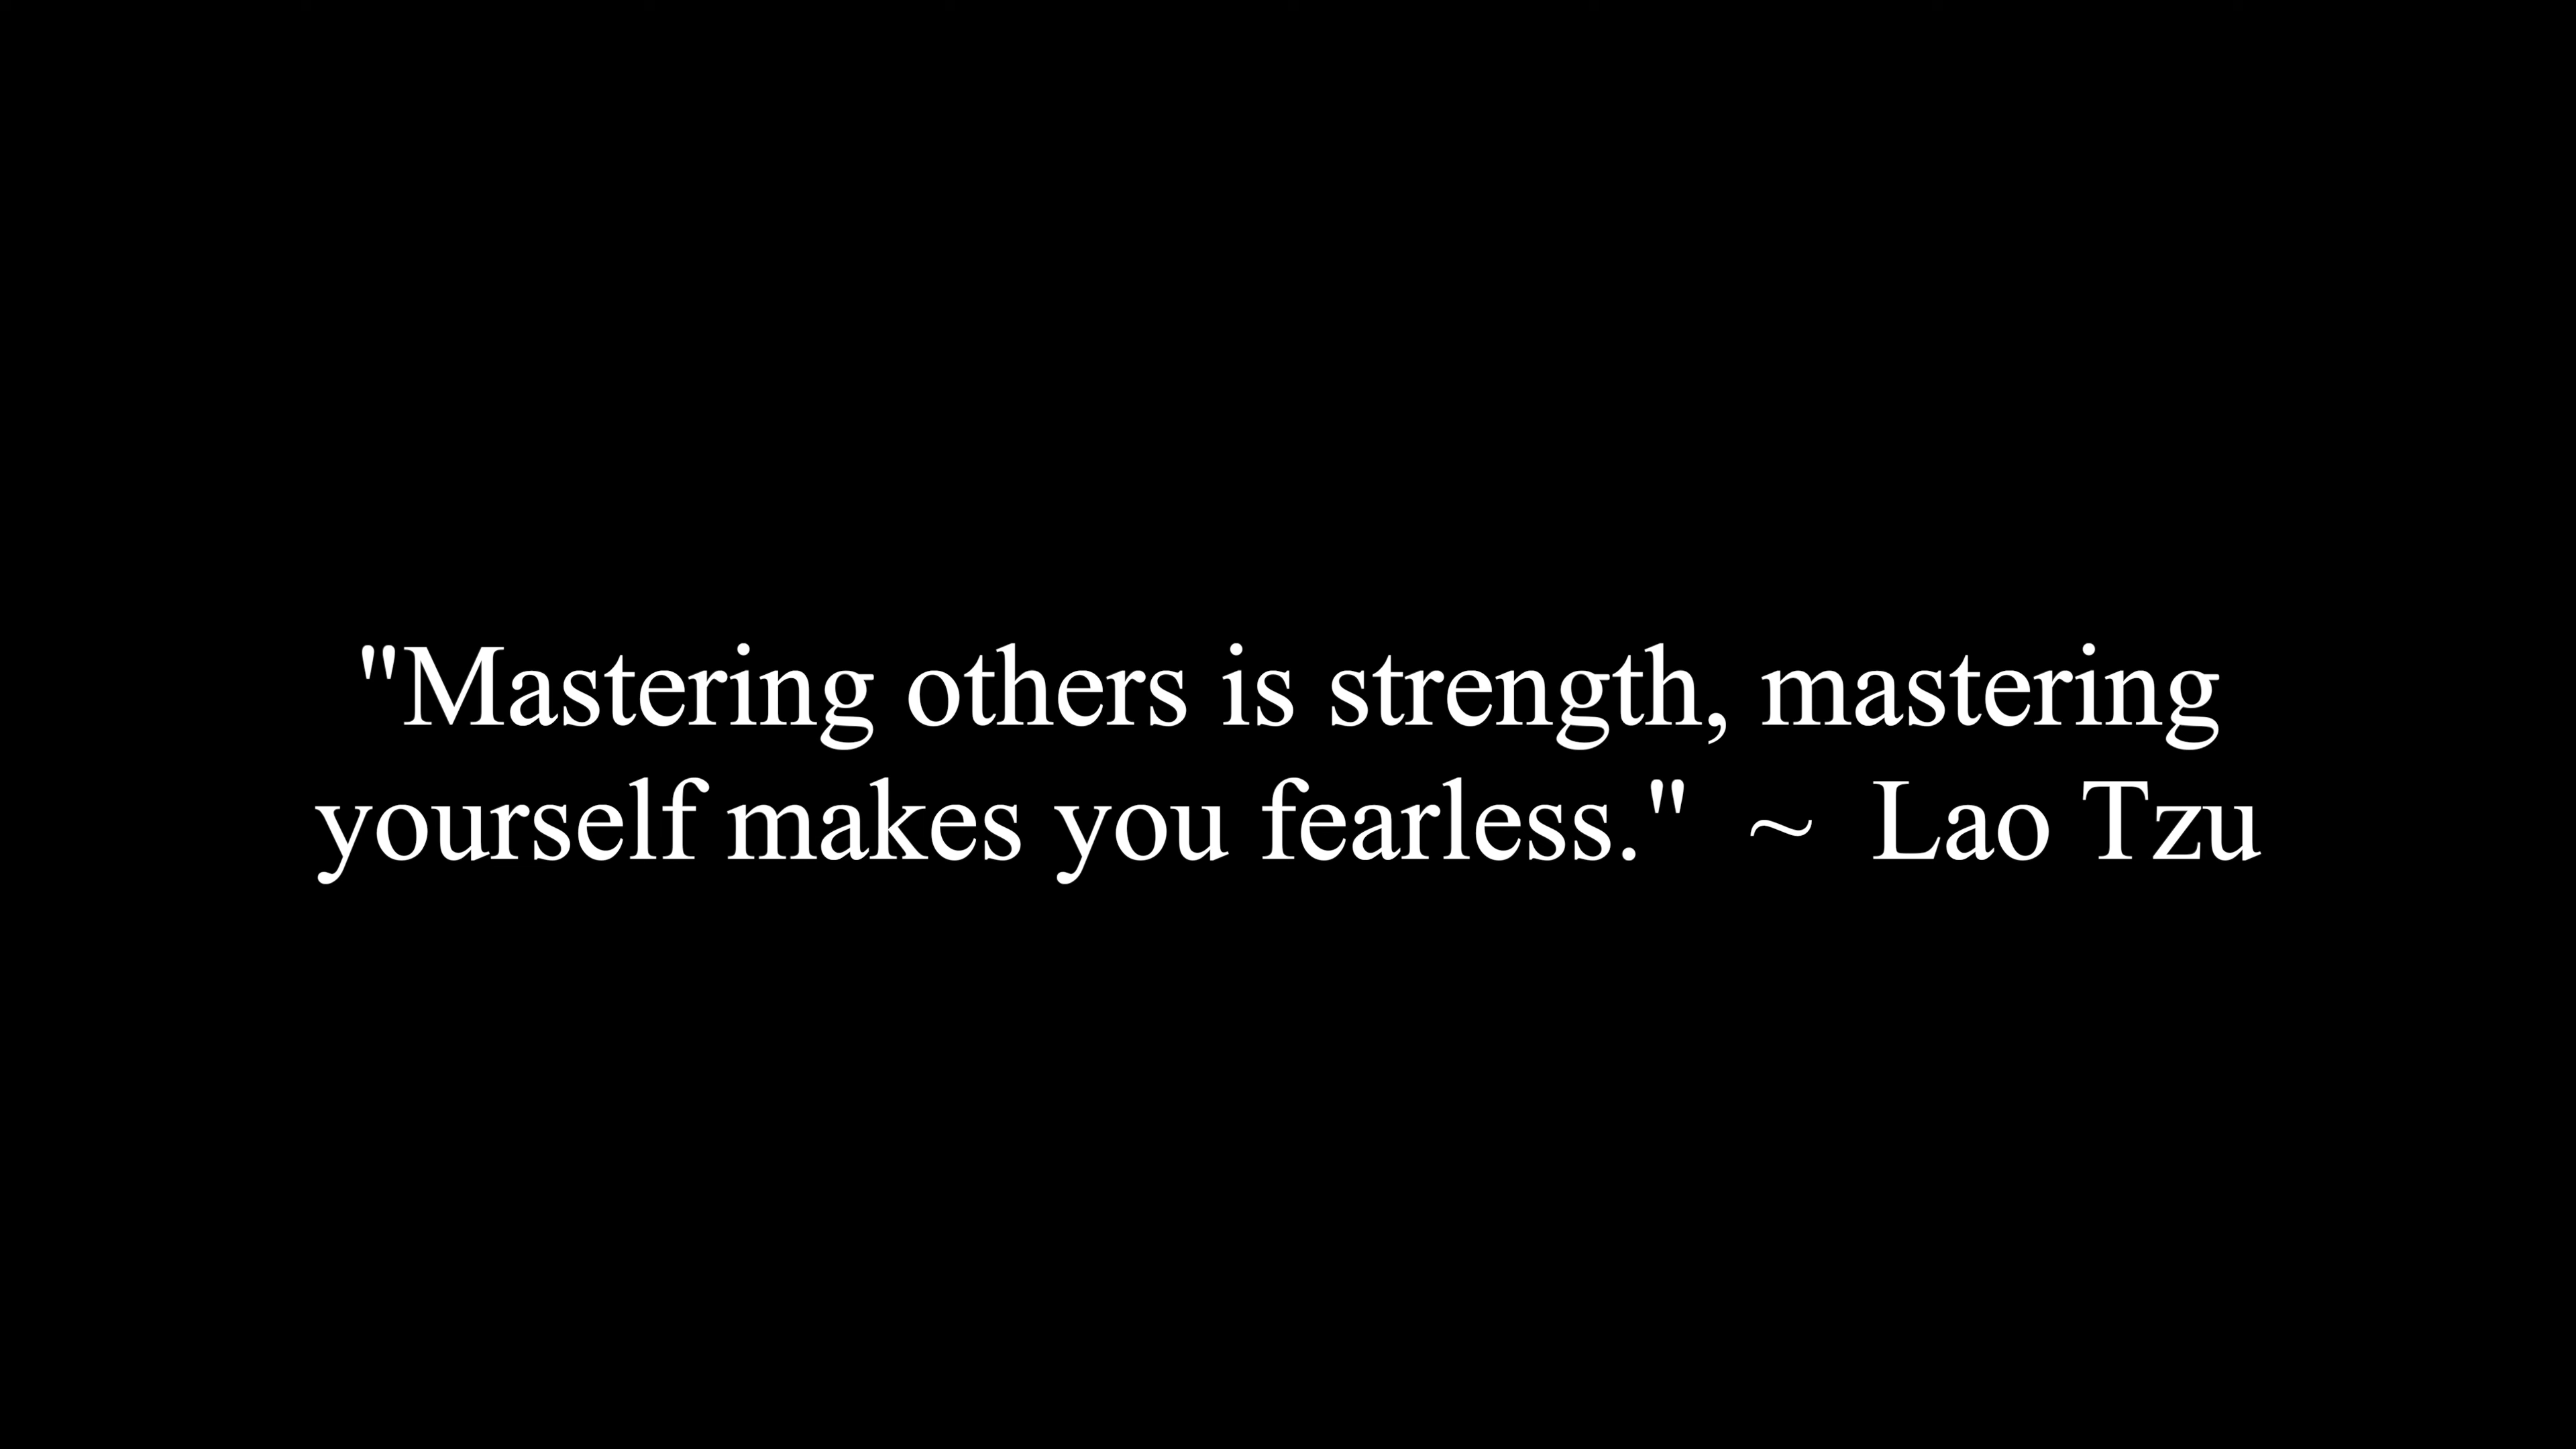 "Mastering others is strength, mastering
yourself makes you fearless."  ~  Lao Tzu